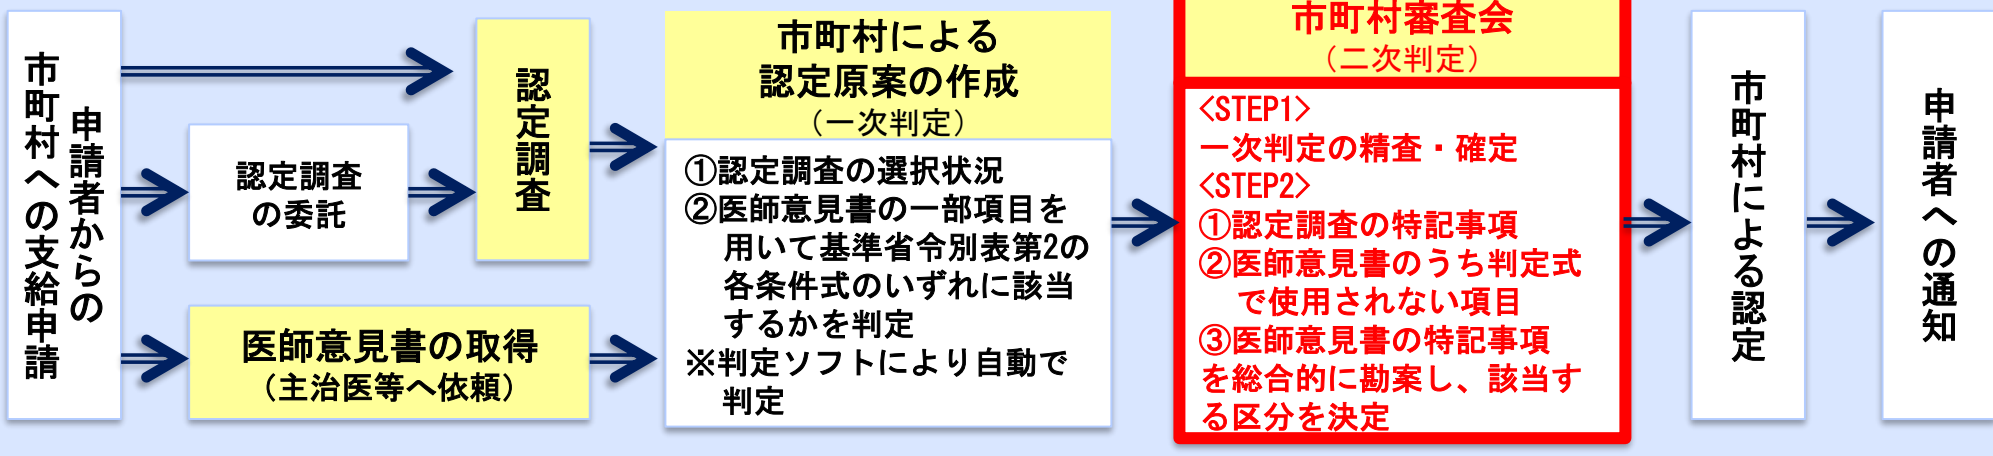 申請者からの
市町村への支給申請
認定調査
の委託
医師意見書の取得
（主治医等へ依頼）
認定調査
市町村による
認定原案の作成
（一次判定）
①認定調査の選択状況
②医師意見書の一部項目を
用いて基準省令別表第2の
各条件式のいずれに該当
するかを判定
※判定ソフトにより自動で
判定
市町村審査会
（二次判定）
<STEP1>
一次判定の精査・確定
<STEP2>
①認定調査の特記事項
②医師意見書のうち判定式
で使用されない項目
③医師意見書の特記事項
を総合的に勘案し、該当す
る区分を決定
市町村による認定
申請者への通知